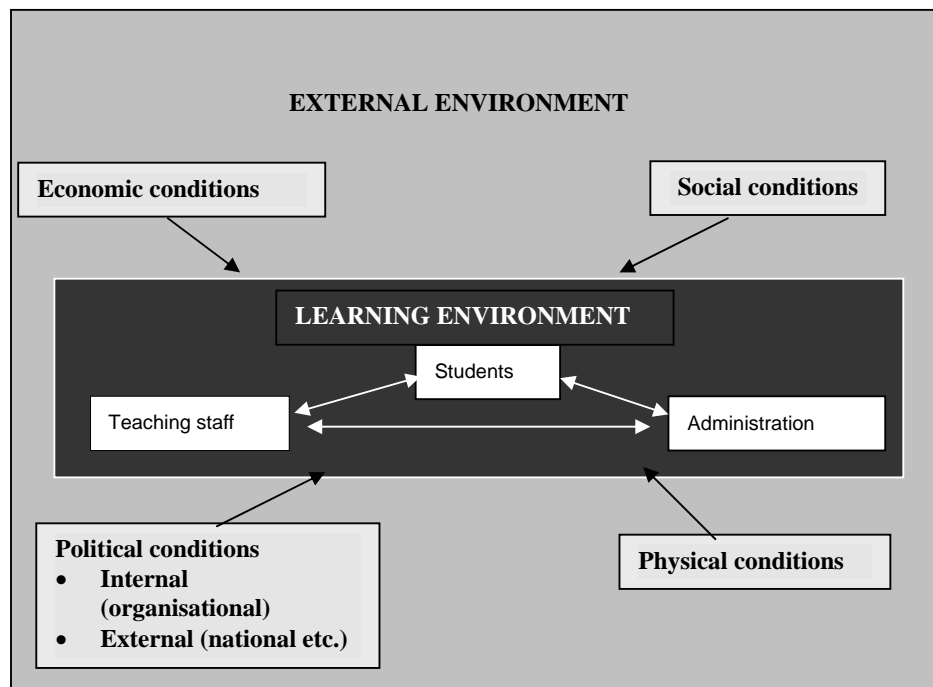 EXTERNAL ENVIRONMENT
Economic conditions
Social conditions
LEARNING ENVIRONMENT
Students
Teaching staff
Administration
Political conditions
• Internal
(organisational)
• External (national etc.)
Physical conditions